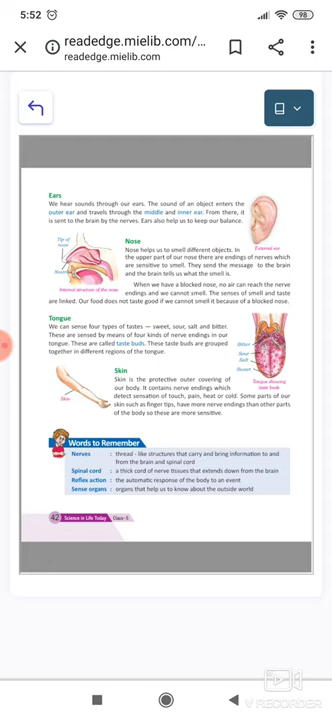 5:52
98
readedge.mielib.com/...
readedge.mielib.com
Ears
We hear sounds through our ears. The sound of an object enters the
outer ear and travels through the middle and inner ear. From there, it
is sent to the brain by the nerves. Ears also help us to keep our balance.
External ear
Tip of
nose
Nostril
Internal structure of the nose
Nose
Nose helps us to smell different objects. In
the upper part of our nose there are endings of nerves which
are sensitive to smell. They send the message to the brain
and the brain tells us what the smell is.
When we have a blocked nose, no air can reach the nerve
endings and we cannot smell. The senses of smell and taste
are linked. Our food does not taste good if we cannot smell it because of a blocked nose.
Tongue
We can sense four types of tastes — sweet, sour, salt and bitter.
These are sensed by means of four kinds of nerve endings in our
tongue. These are called taste buds. These taste buds are grouped
together in different regions of the tongue.
Bitter
Sour
Salt
Sweet
Tongue showing
taste buds
Skin
Skin
Skin is the protective outer covering of
our body. It contains nerve endings which
detect sensation of touch, pain, heat or cold. Some parts of our
skin such as finger tips, have more nerve endings than other parts
of the body so these are more sensitive.
Words to Remember
Nerves : thread - like structures that carry and bring information to and
from the brain and spinal cord
Spinal cord : a thick cord of nerve tissues that extends down from the brain
Reflex action : the automatic response of the body to an event
Sense organs : organs that help us to know about the outside world
42 Science in Life Today Class-5